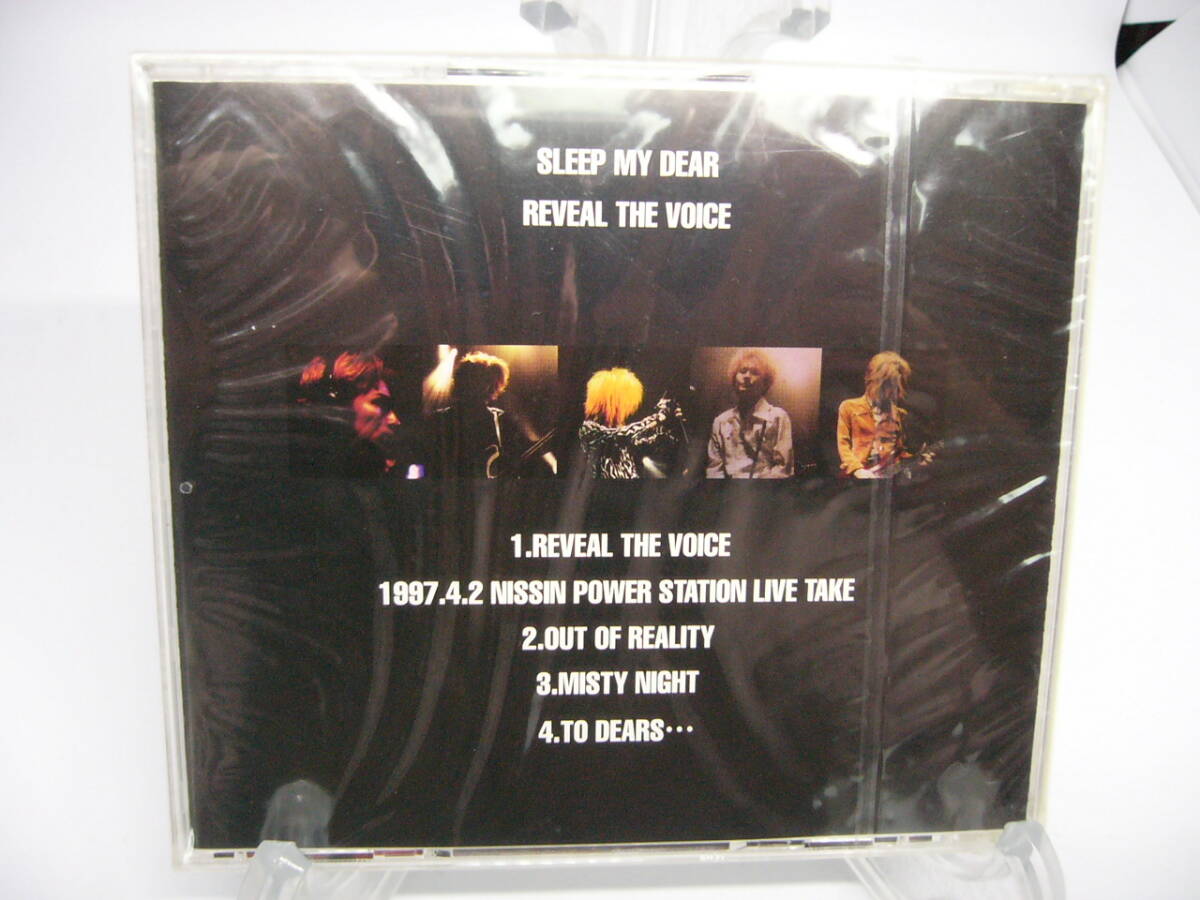 SLEEP MY DEAR
REVEAL THE VOICE
1.REVEAL THE VOICE
1997.4.2 NISSIN POWER STATION LIVE TAKE
2.OUT OF REALITY
3.MISTY NIGHT
4.TO DEARS･･･